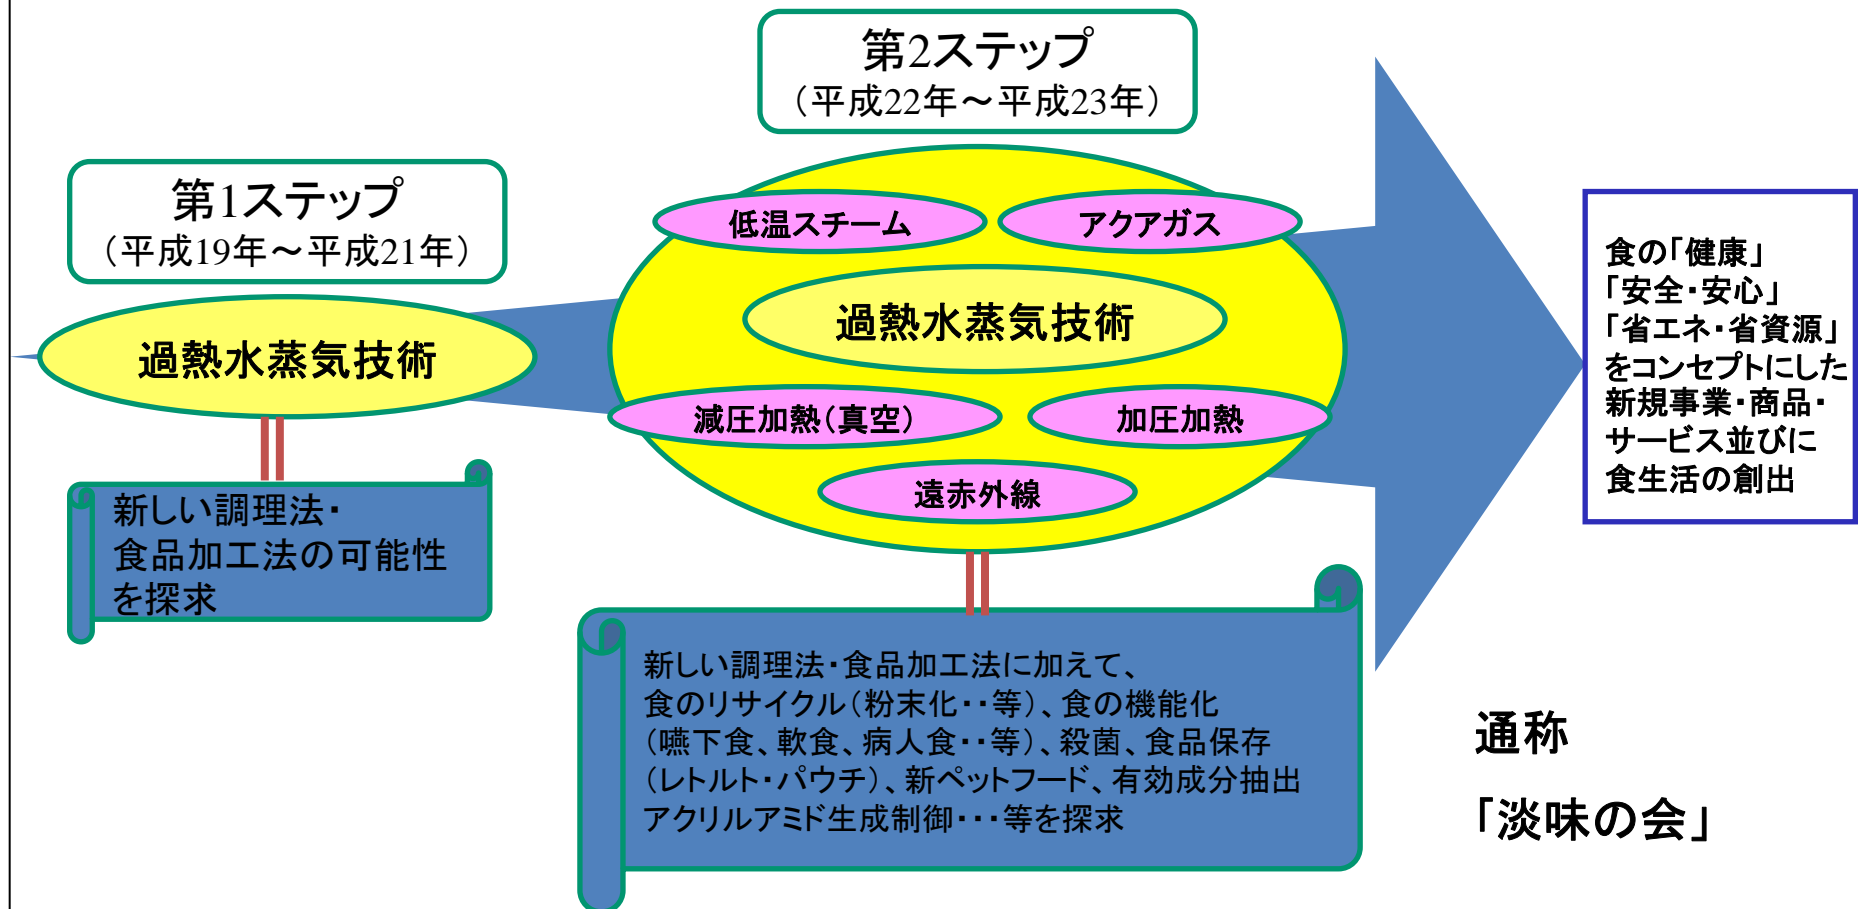 第1ステップ
（平成19年～平成21年）
過熱水蒸気技術
新しい調理法・
食品加工法の可能性
を探求
第2ステップ
（平成22年～平成23年）
低温スチーム
アクアガス
過熱水蒸気技術
減圧加熱（真空）
加圧加熱
遠赤外線
新しい調理法・食品加工法に加えて、
食のリサイクル（粉末化・・等）、食の機能化
（嚥下食、軟食、病人食・・等）、殺菌、食品保存
（レトルト・パウチ）、新ペットフード、有効成分抽出
アクリルアミド生成制御・・・等を探求
食の「健康」
「安全・安心」
「省エネ・省資源」
をコンセプトにした
新規事業・商品・
サービス並びに
食生活の創出
通称
「淡味の会」